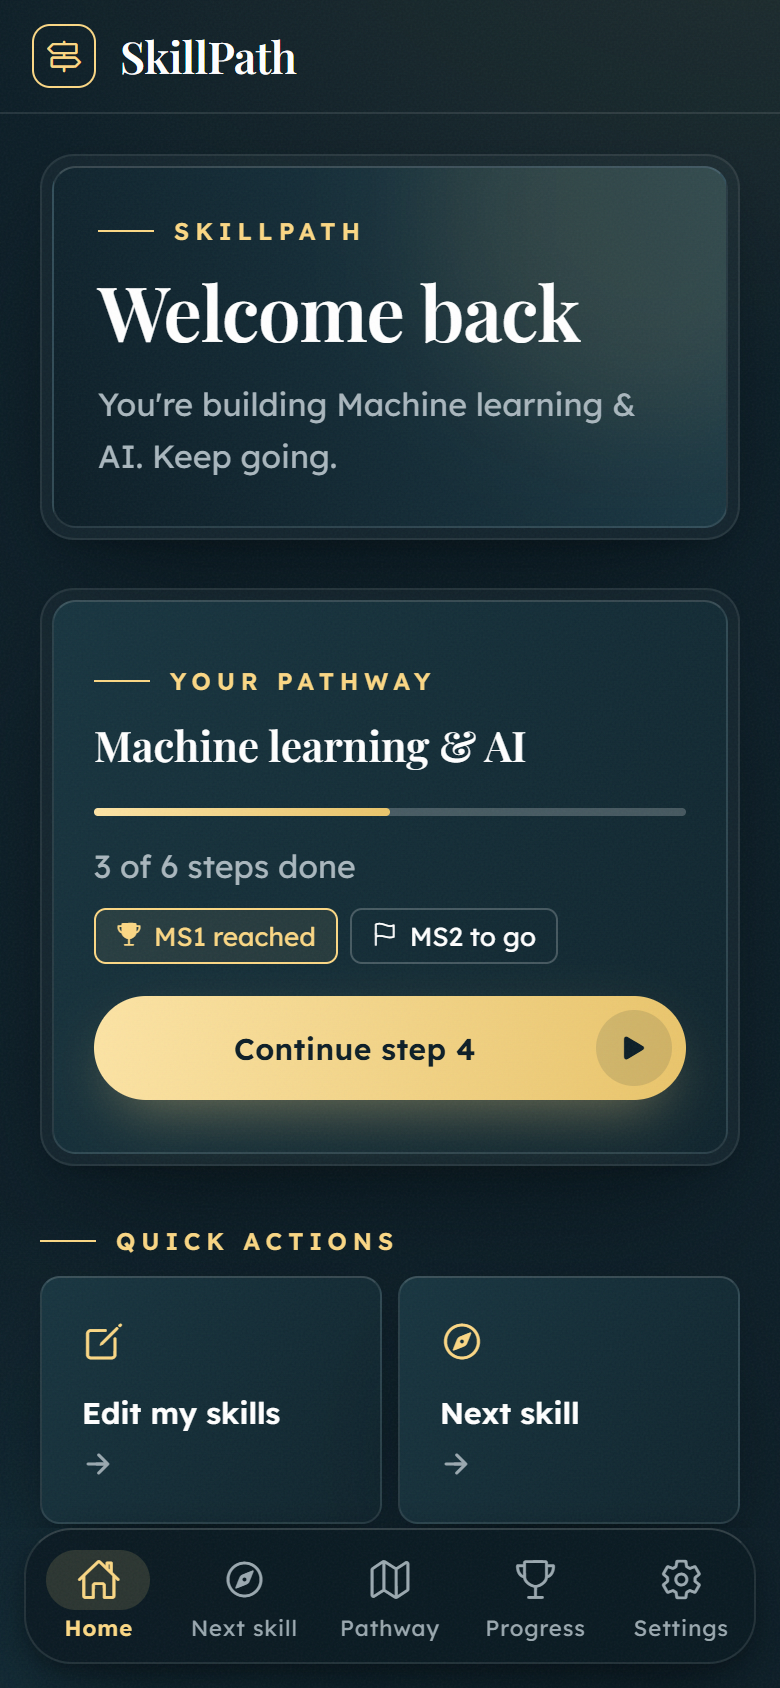 SkillPath
SKILLPATH
Welcome back
You're building Machine learning &
AI. Keep going.
YOUR PATHWAY
Machine learning & AI
3 of 6 steps done
MS1 reached
MS2 to go
Continue step 4
QUICK ACTIONS
Edit my skills
Next skill
Home
Next skill
Pathway
Progress
Settings